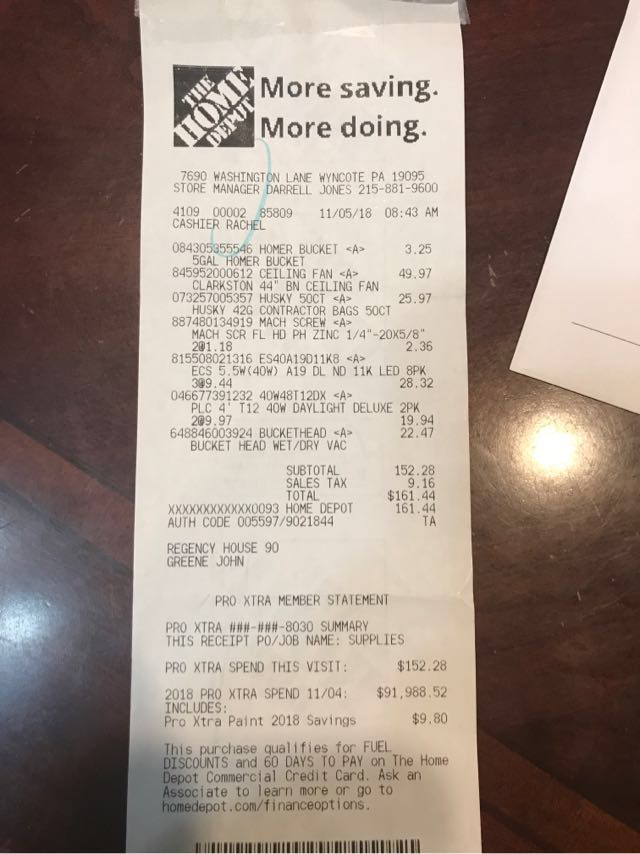 THE
HOME
DEPOT
More saving.
More doing.
7690 WASHINGTON LANE WYNCOTE PA 19095
STORE MANAGER DARRELL JONES 215-881-9600
4109 00002 85809 11/05/18 08:43 AM
CASHIER RACHEL
084305355546 HOMER BUCKET <A> 3.25
5GAL HOMER BUCKET
845952000612 CEILING FAN <A> 49.97
CLARKSTON 44" BN CEILING FAN
073257005357 HUSKY 50CT <A> 25.97
HUSKY 42G CONTRACTOR BAGS 50CT
887480134919 MACH SCREW <A>
MACH SCR FL HD PH ZINC 1/4"-20X5/8"
2@1.18 2.36
815508021316 ES40A19D11K8 <A>
ECS 5.5W(40W) A19 DL ND 11K LED 8PK
3@9.44 28.32
046677391232 40W48T12DX <A>
PLC 4' T12 40W DAYLIGHT DELUXE 2PK
2@9.97 19.94
648846003924 BUCKETHEAD <A> 22.47
BUCKET HEAD WET/DRY VAC
SUBTOTAL 152.28
SALES TAX 9.16
TOTAL $161.44
XXXXXXXXXXXX0093 HOME DEPOT 161.44
AUTH CODE 005597/9021844 TA
REGENCY HOUSE 90
GREENE JOHN
PRO XTRA MEMBER STATEMENT
PRO XTRA ###-###-8030 SUMMARY
THIS RECEIPT PO/JOB NAME: SUPPLIES
PRO XTRA SPEND THIS VISIT: $152.28
2018 PRO XTRA SPEND 11/04: $91,988.52
INCLUDES:
Pro Xtra Paint 2018 Savings $9.80
This purchase qualifies for FUEL
DISCOUNTS and 60 DAYS TO PAY on The Home
Depot Commercial Credit Card. Ask an
Associate to learn more or go to
homedepot.com/financeoptions.